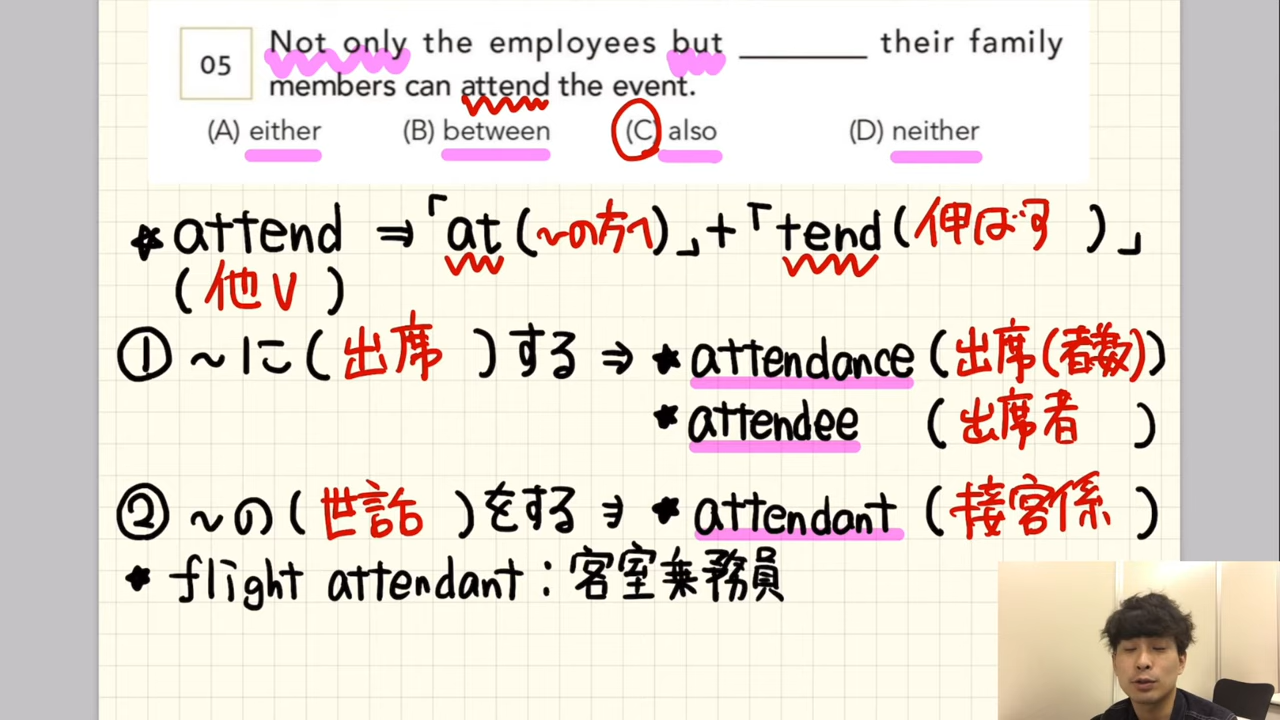 05 Not only the employees but ________ their family
members can attend the event.
(A) either (B) between (C) also (D) neither
★attend ⇒「at(〜の方へ)」+「tend(伸ばす)」
(他V)
①〜に(出席)する ⇒ ★attendance(出席(者数))
★attendee(出席者)
②〜の(世話)をする ⇒ ★attendant(接客係)
★flight attendant:客室乗務員